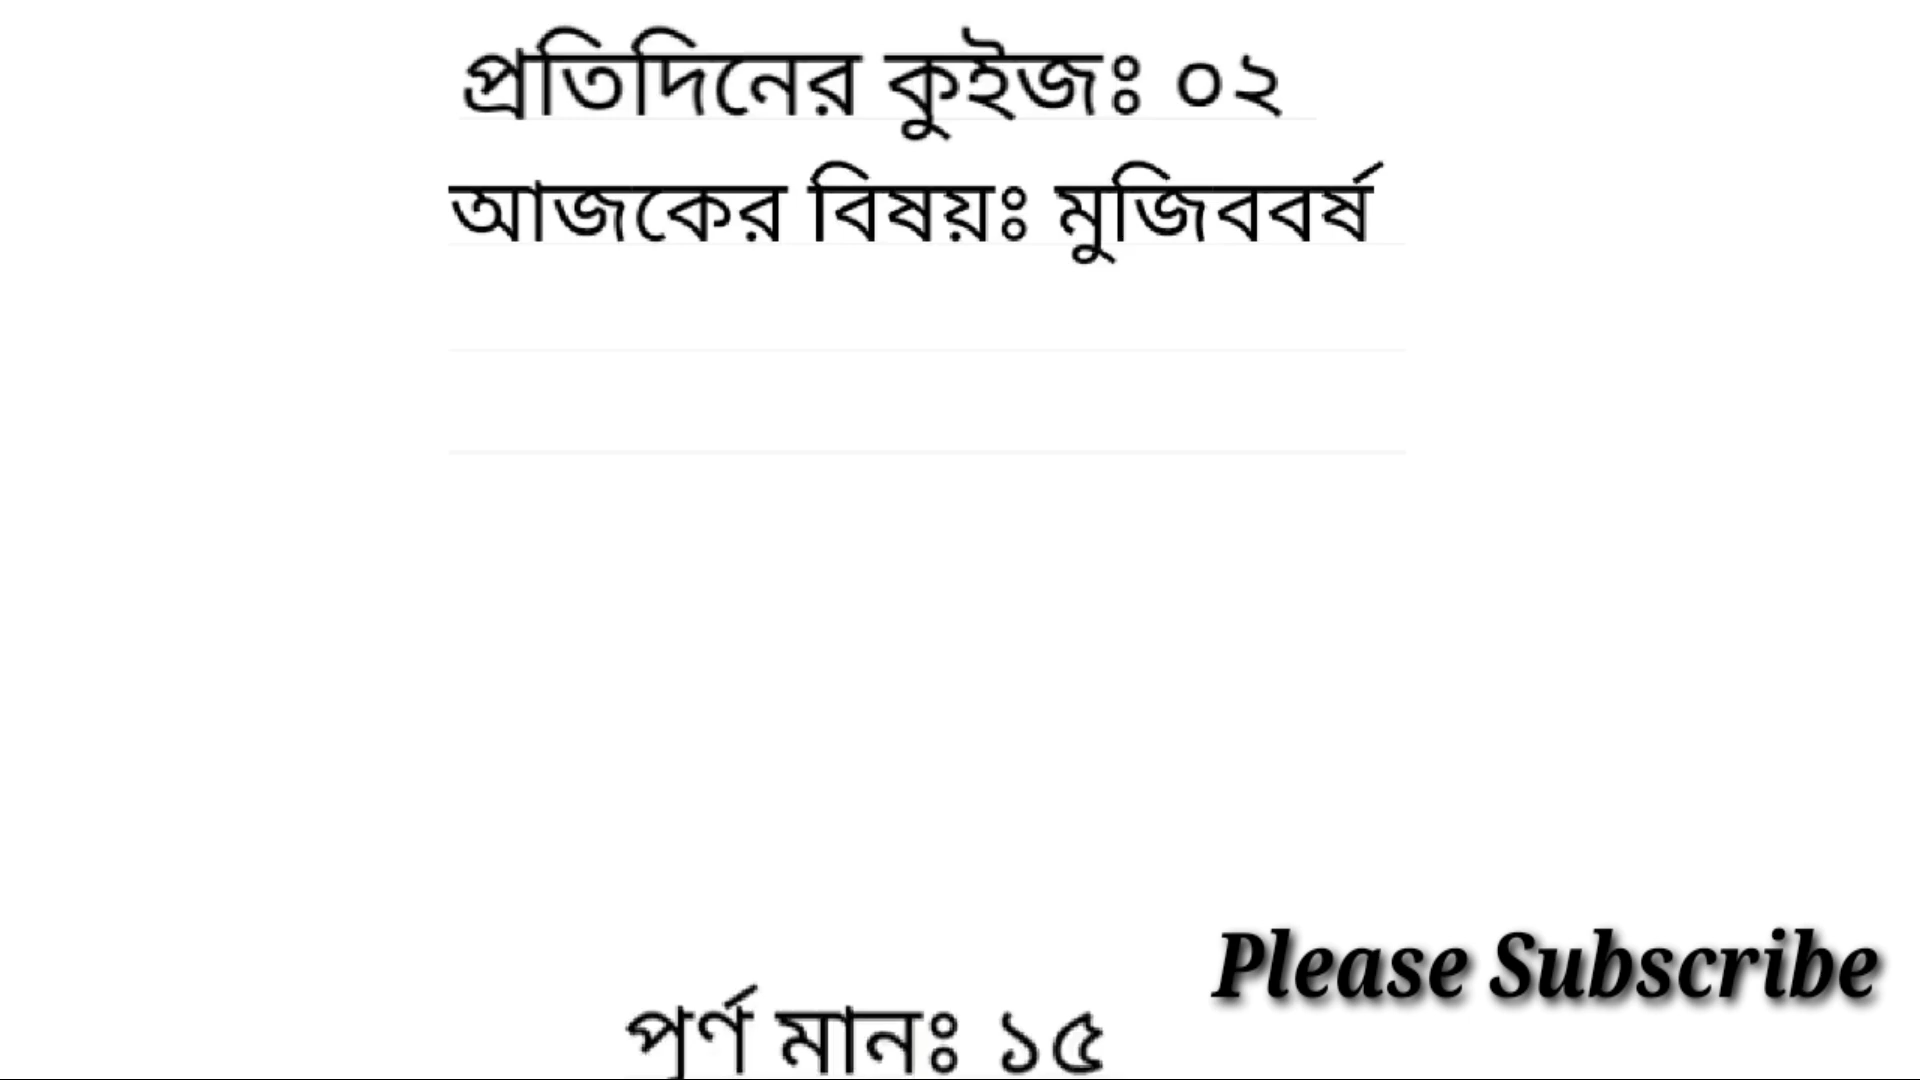 প্রতিদিনের কুইজঃ ০২
আজকের বিষয়ঃ মুজিববর্ষ
Please Subscribe
পূর্ণ মানঃ ১৫